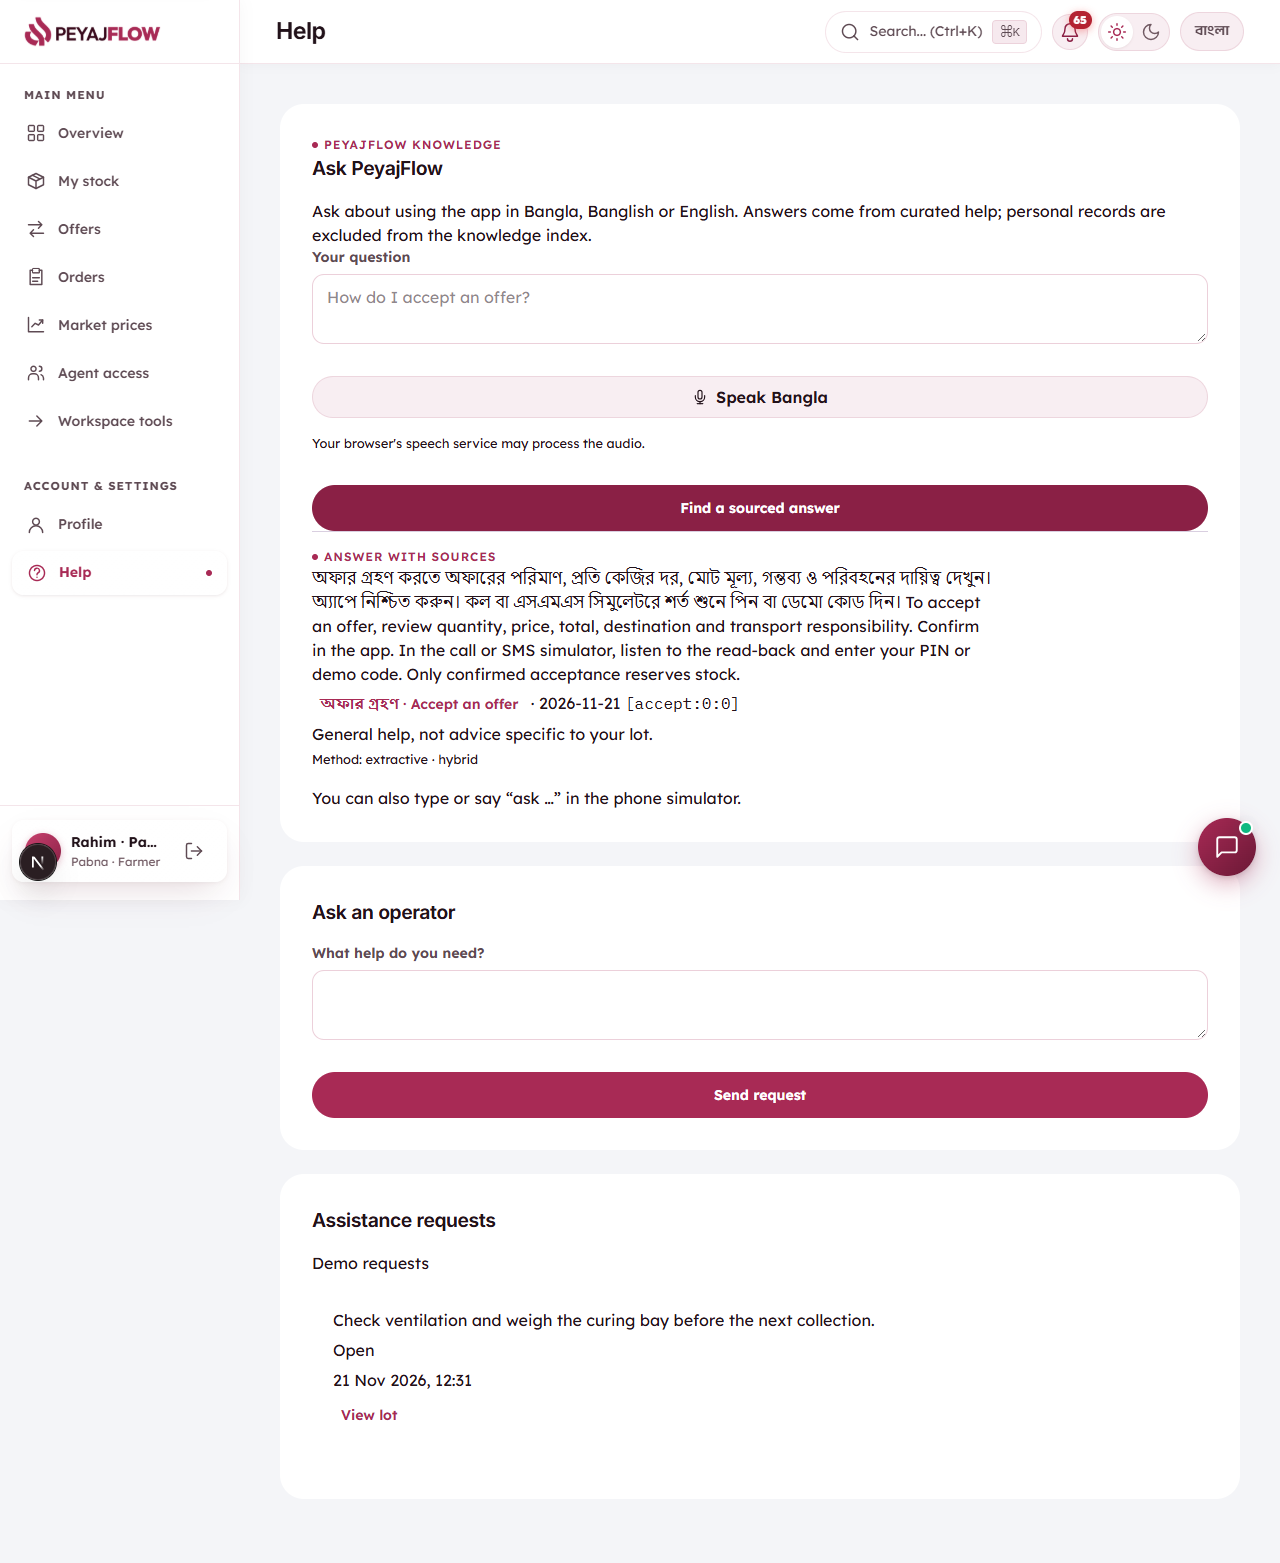 PEYAJFLOW
Help
Search... (Ctrl+K)
⌘K
65
বাংলা
MAIN MENU
Overview
My stock
Offers
Orders
Market prices
Agent access
Workspace tools
ACCOUNT & SETTINGS
Profile
Help
N
Rahim · Pa...
Pabna · Farmer
PEYAJFLOW KNOWLEDGE
Ask PeyajFlow
Ask about using the app in Bangla, Banglish or English. Answers come from curated help; personal records are
excluded from the knowledge index.
Your question
How do I accept an offer?
Speak Bangla
Your browser's speech service may process the audio.
Find a sourced answer
ANSWER WITH SOURCES
অফার গ্রহণ করতে অফারের পরিমাণ, প্রতি কেজির দর, মোট মূল্য, গন্তব্য ও পরিবহনের দায়িত্ব দেখুন।
অ্যাপে নিশ্চিত করুন। কল বা এসএমএস সিমুলেটরে শর্ত শুনে পিন বা ডেমো কোড দিন। To accept
an offer, review quantity, price, total, destination and transport responsibility. Confirm
in the app. In the call or SMS simulator, listen to the read-back and enter your PIN or
demo code. Only confirmed acceptance reserves stock.
অফার গ্রহণ · Accept an offer · 2026-11-21 [accept:0:0]
General help, not advice specific to your lot.
Method: extractive · hybrid
You can also type or say “ask …” in the phone simulator.
Ask an operator
What help do you need?
Send request
Assistance requests
Demo requests
Check ventilation and weigh the curing bay before the next collection.
Open
21 Nov 2026, 12:31
View lot